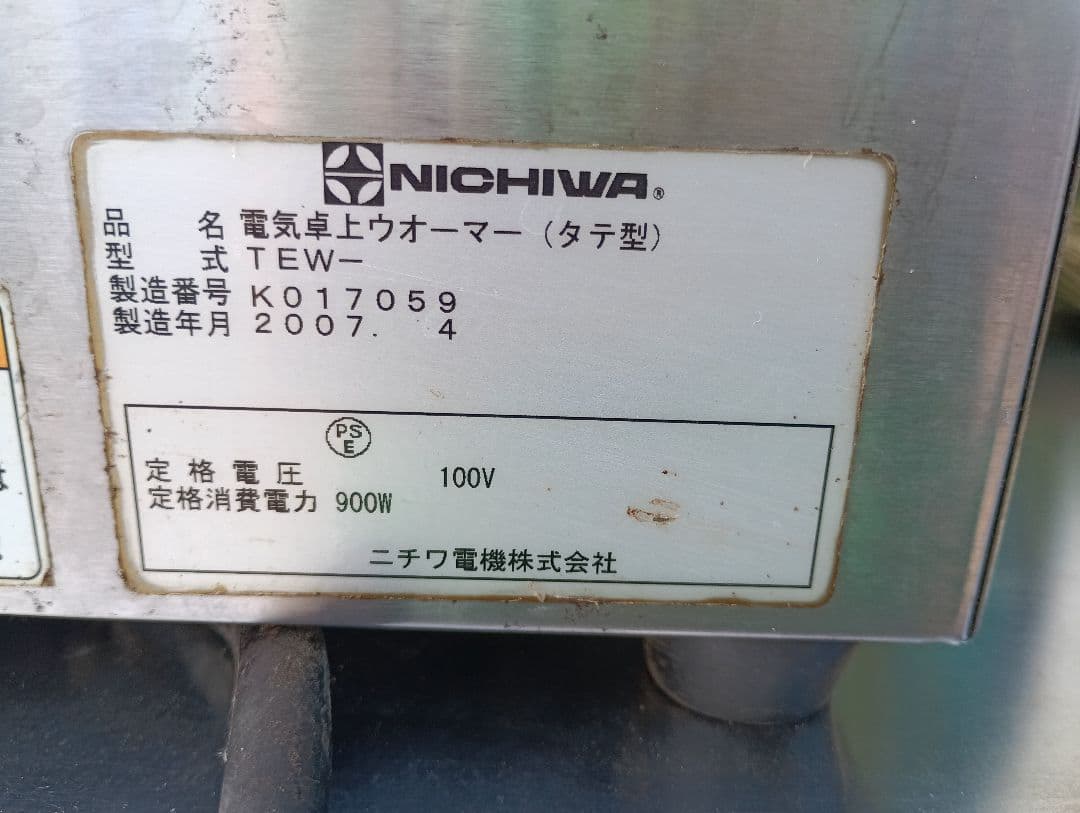 NICHIWA®
品名 電気卓上ウオーマー（タテ型）
型式 TEW－
製造番号 K017059
製造年月 2007. 4
PS
E
定格電圧 100V
定格消費電力 900W
ニチワ電機株式会社
は